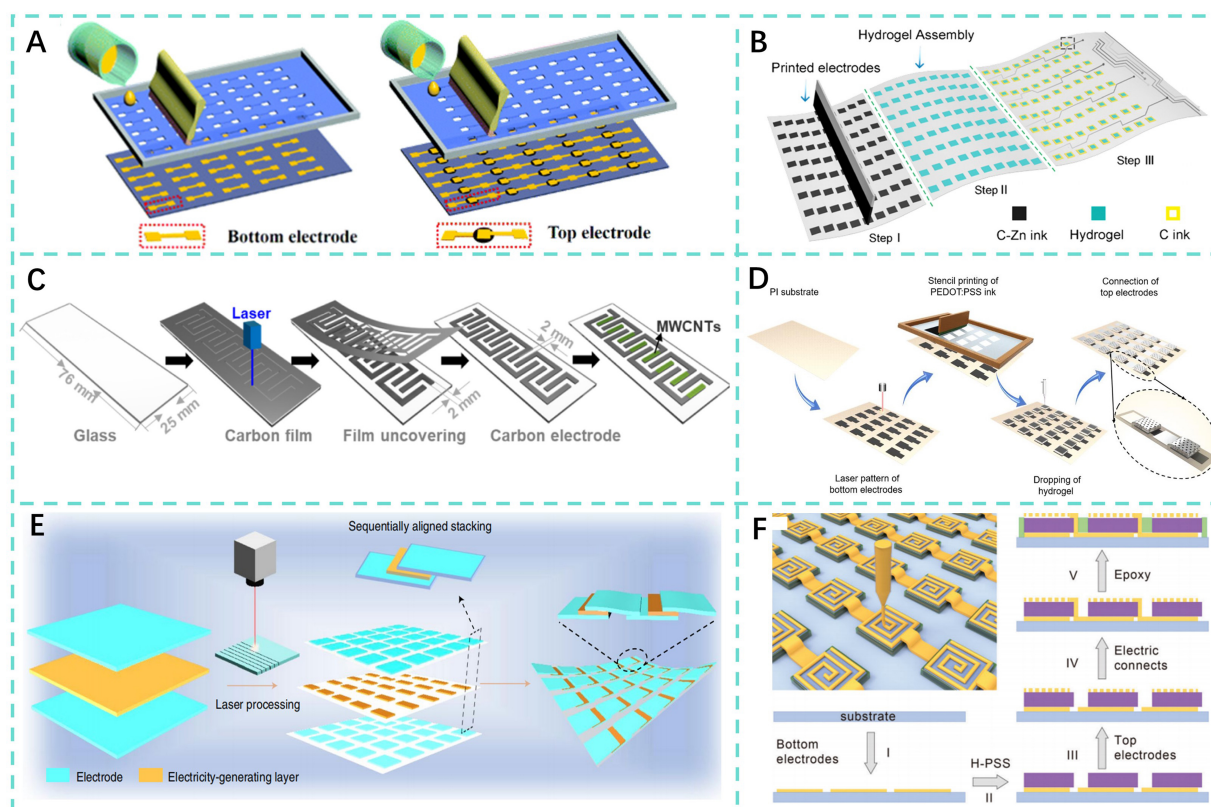 A
Bottom electrode
Top electrode
B
Hydrogel Assembly
Printed electrodes
Step I
Step II
Step III
C-Zn ink
Hydrogel
C ink
C
Laser
MWCNTs
2 mm
2 mm
76 mm
25 mm
Glass
Carbon film
Film uncovering
Carbon electrode
D
PI substrate
Stencil printing of
PEDOT:PSS ink
Connection of
top electrodes
Laser pattern of
bottom electrodes
Dropping of
hydrogel
E
Sequentially aligned stacking
Laser processing
Electrode
Electricity-generating layer
F
substrate
Bottom
electrodes
I
H-PSS
II
III
Top
electrodes
IV
Electric
connects
V
Epoxy